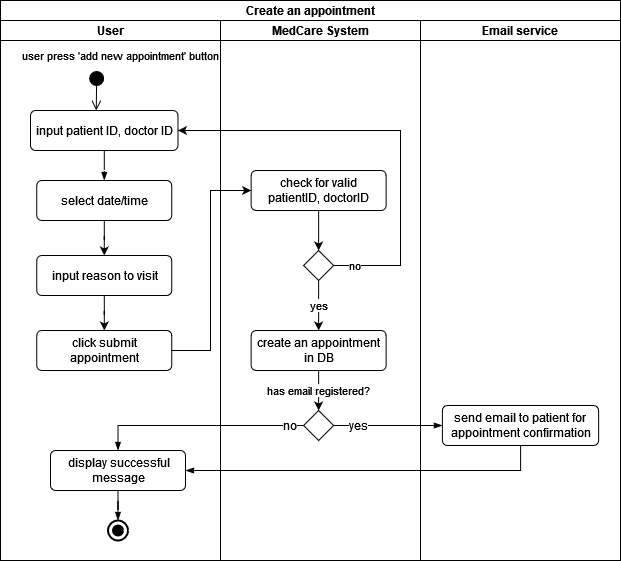 Create an appointment
User
MedCare System
Email service
user press 'add new appointment' button
input patient ID, doctor ID
select date/time
input reason to visit
click submit
appointment
check for valid
patientID, doctorID
no
yes
create an appointment
in DB
has email registered?
no
yes
send email to patient for
appointment confirmation
display successful
message